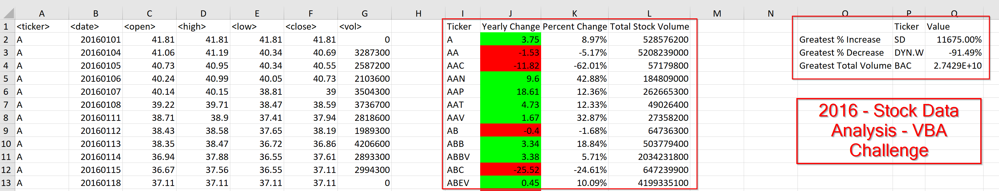 A B C D E F G H I J K L M N O P Q
1 <ticker> <date> <open> <high> <low> <close> <vol> Ticker Yearly Change Percent Change Total Stock Volume Ticker Value
2 A 20160101 41.81 41.81 41.81 41.81 0 A 3.75 8.97% 528576200 Greatest % Increase SD 11675.00%
3 A 20160104 41.06 41.19 40.34 40.69 3287300 AA -1.53 -5.17% 5208239000 Greatest % Decrease DYN.W -91.49%
4 A 20160105 40.73 40.95 40.34 40.55 2587200 AAC -11.82 -62.01% 57179800 Greatest Total Volume BAC 2.7429E+10
5 A 20160106 40.24 40.99 40.05 40.73 2103600 AAN 9.6 42.88% 184809000
6 A 20160107 40.14 40.15 38.81 39 3504300 AAP 18.61 12.36% 262665300
7 A 20160108 39.22 39.71 38.47 38.59 3736700 AAT 4.73 12.33% 49026400
8 A 20160111 38.71 38.9 37.41 37.94 2818600 AAV 1.67 32.87% 27358200
9 A 20160112 38.43 38.58 37.65 38.19 1989300 AB -0.4 -1.68% 64736300
10 A 20160113 38.35 38.47 36.72 36.86 4206600 ABB 3.34 18.84% 503779400
11 A 20160114 36.94 37.88 36.55 37.61 2893300 ABBV 3.38 5.71% 2034231800
12 A 20160115 36.67 37.56 36.55 37.11 2994300 ABC -25.52 -24.61% 647239900
13 A 20160118 37.11 37.11 37.11 37.11 0 ABEV 0.45 10.09% 4199335100
2016 - Stock Data
Analysis - VBA
Challenge